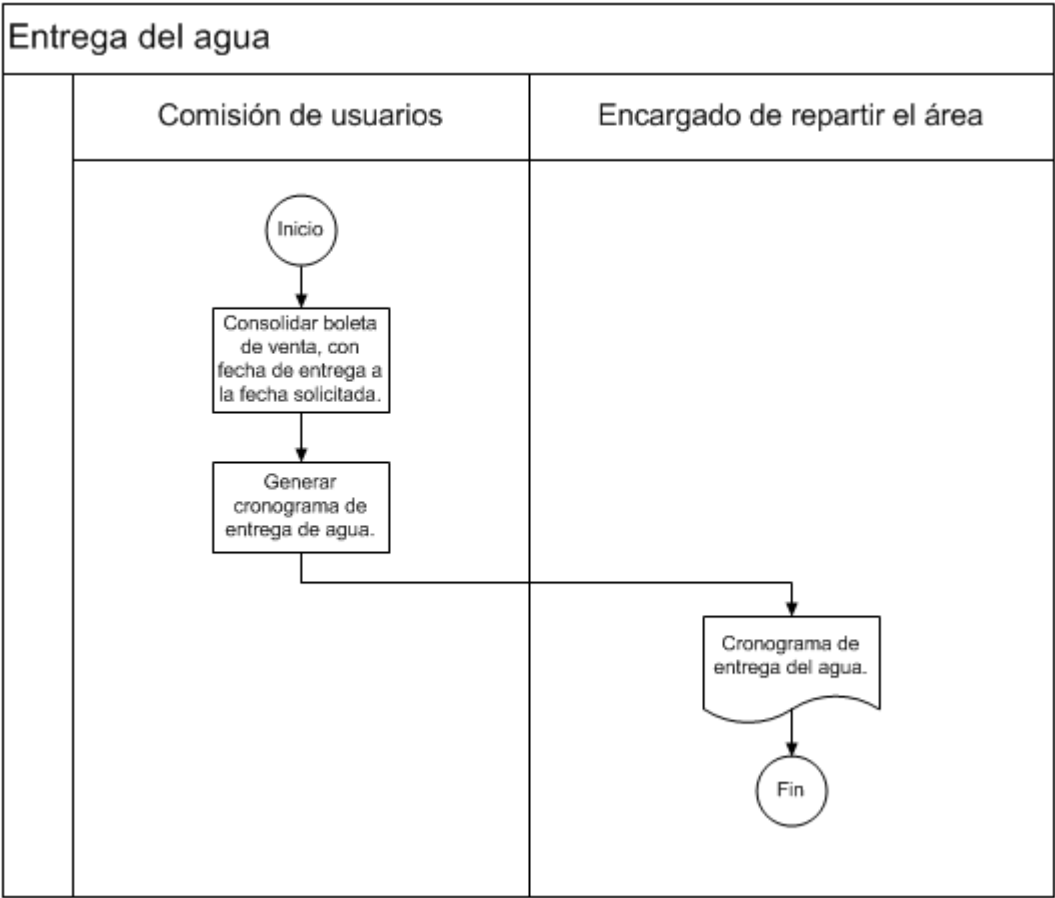 Entrega del agua
Comisión de usuarios
Encargado de repartir el área
Inicio
Consolidar boleta
de venta, con
fecha de entrega a
la fecha solicitada.
Generar
cronograma de
entrega de agua.
Cronograma de
entrega del agua.
Fin